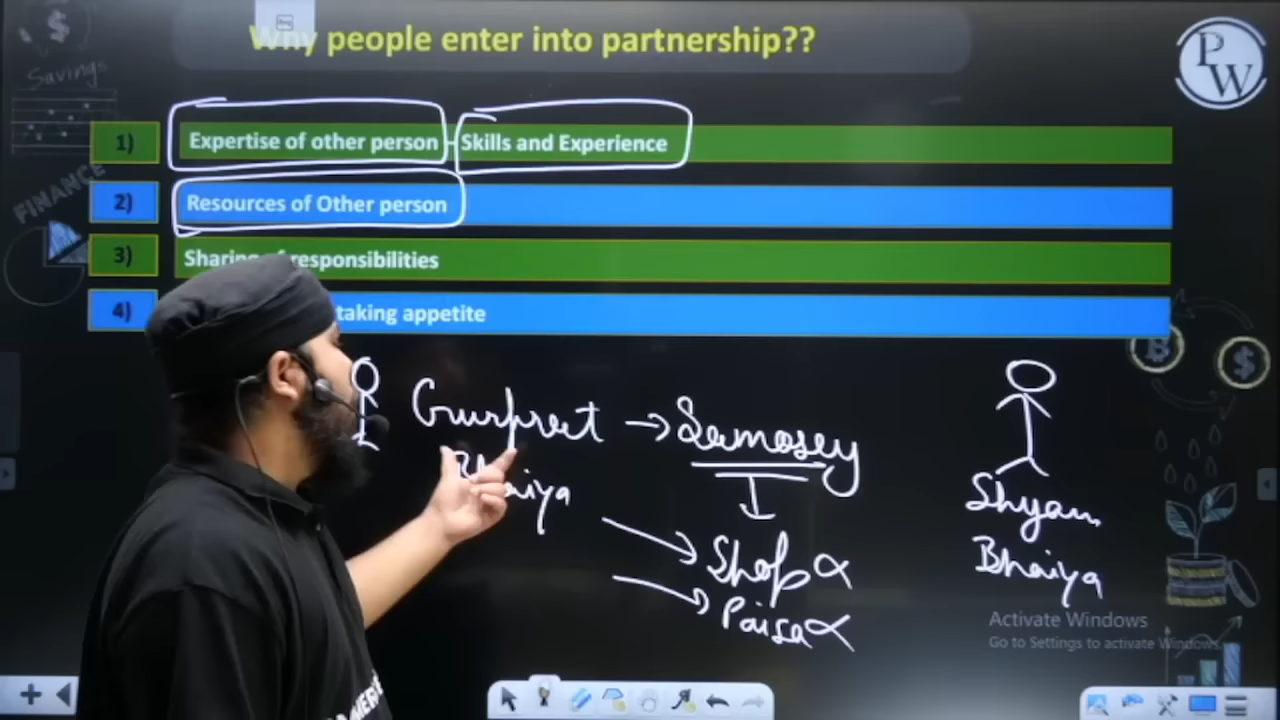 Why people enter into partnership??
P
W
Savings
FINANCE
1) Expertise of other person - Skills and Experience
2) Resources of Other person
3) Sharing of responsibilities
4) taking appetite
Gurpreet → Samosey
Bhaiya
Shop ×
Paisa ×
Shyam
Bhaiya
Activate Windows
Go to Settings to activate Windows.